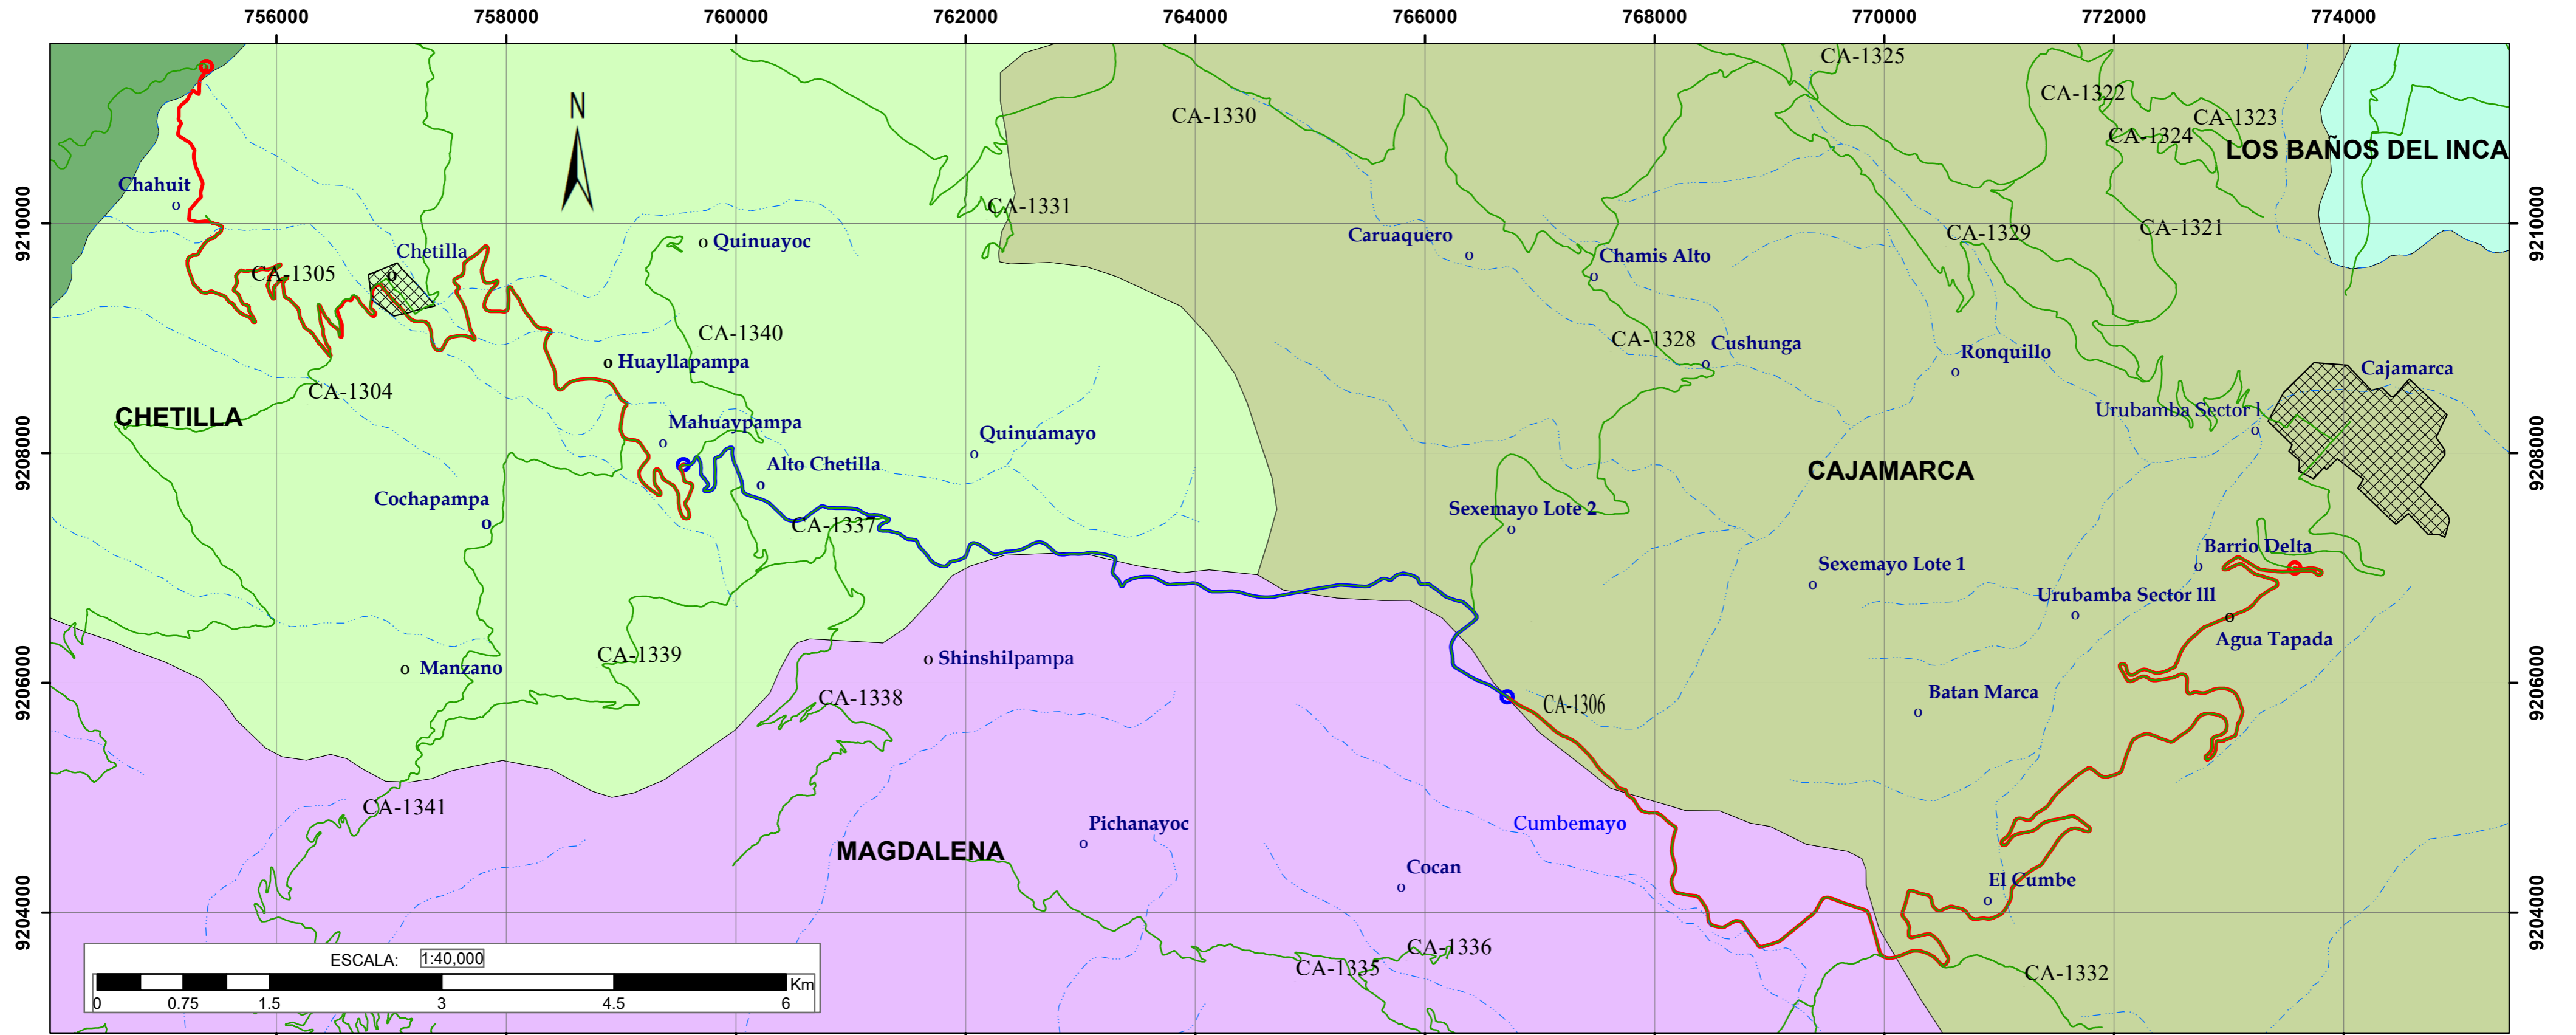 756000 758000 760000 762000 764000 766000 768000 770000 772000 774000
CA-1325
CA-1322
CA-1330
CA-1323
CA-1324
LOS BAÑOS DEL INCA
N
Chahuit
CA-1331
9210000
9210000
CA-1329
CA-1321
Caruaquero
Quinuayoc
Chetilla
Chamis Alto
CA-1305
CA-1340
CA-1328
Cushunga
Ronquillo
Huayllapampa
Cajamarca
CA-1304
CHETILLA
Urubamba Sector l
Mahuaypampa
Quinuamayo
9208000
9208000
Alto Chetilla
CAJAMARCA
Cochapampa
Sexemayo Lote 2
CA-1337
Barrio Delta
Sexemayo Lote 1
Urubamba Sector lll
Agua Tapada
CA-1339
Shinshilpampa
Manzano
9206000
9206000
Batan Marca
CA-1338
CA-1306
CA-1341
Pichanayoc
Cumbemayo
MAGDALENA
Cocan
El Cumbe
9204000
9204000
CA-1336
ESCALA: 1:40,000
CA-1335
CA-1332
Km
0 0.75 1.5 3 4.5 6